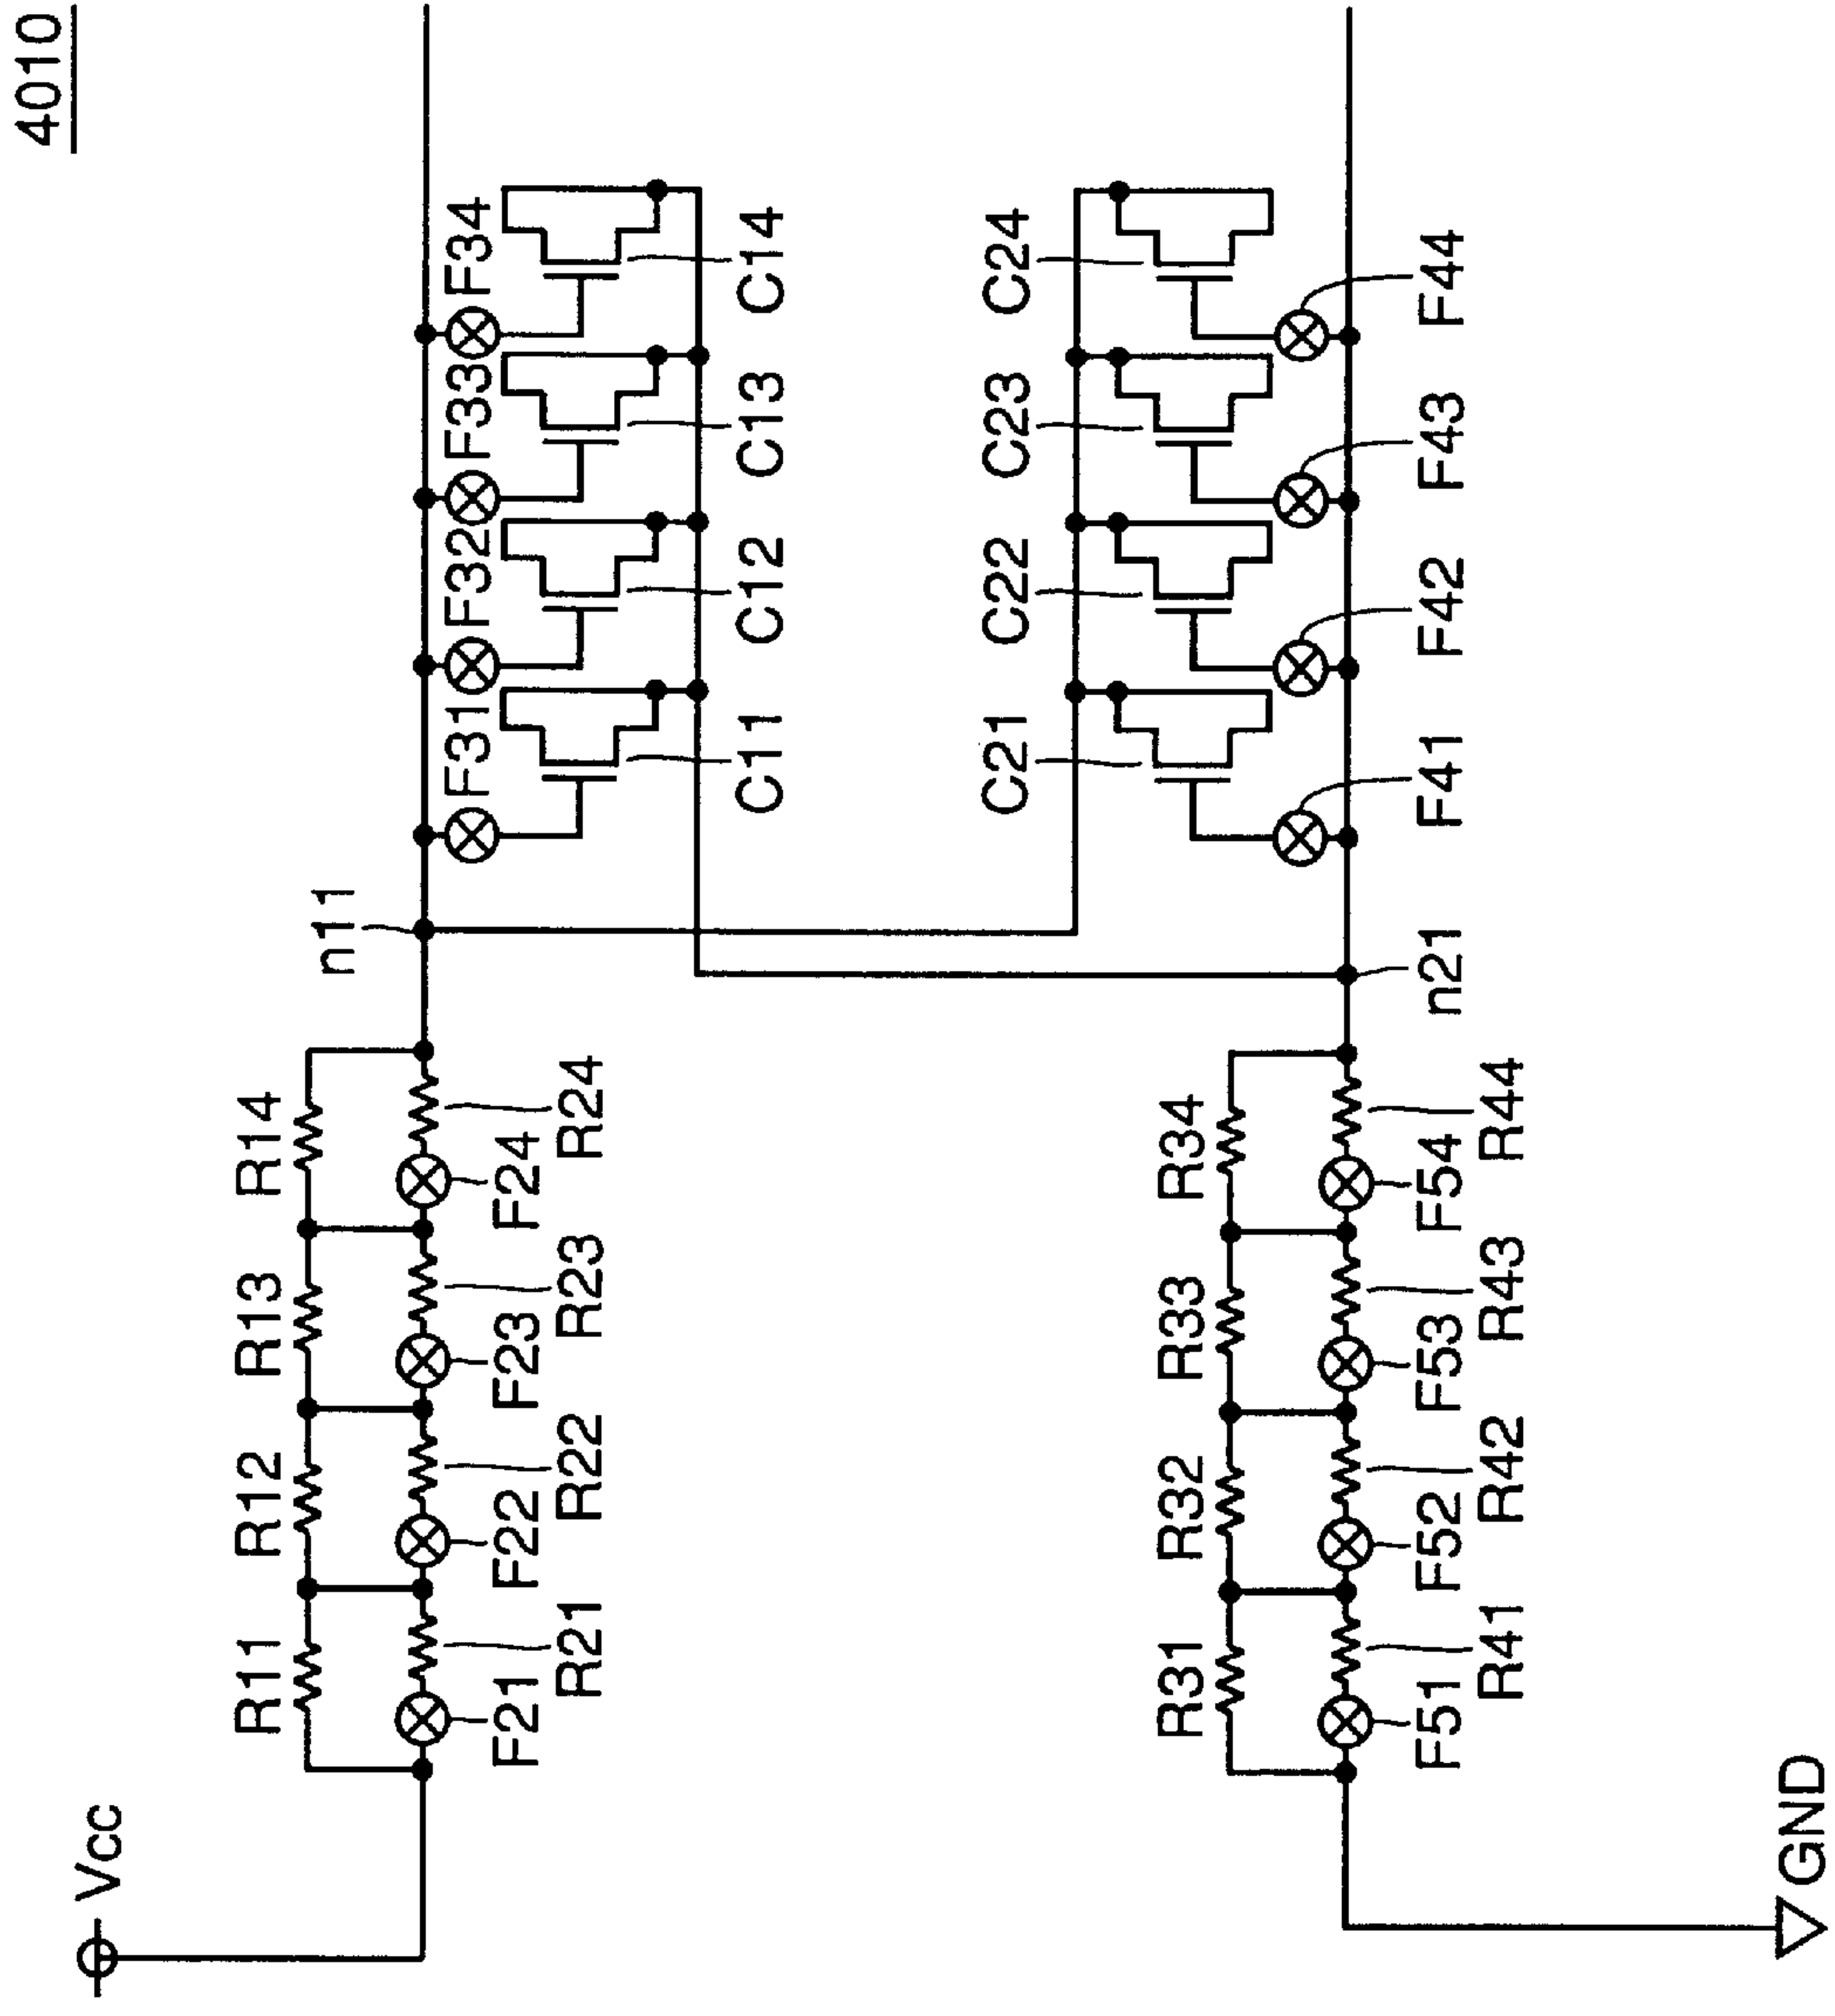 4010
Vcc
R11 R12 R13 R14
F21 F22 F23 F24
R21 R22 R23 R24
n11
F31 F32 F33 F34
C11 C12 C13 C14
C21 C22 C23 C24
R31 R32 R33 R34
n21
F41 F42 F43 F44
F51 F52 F53 F54
R41 R42 R43 R44
GND